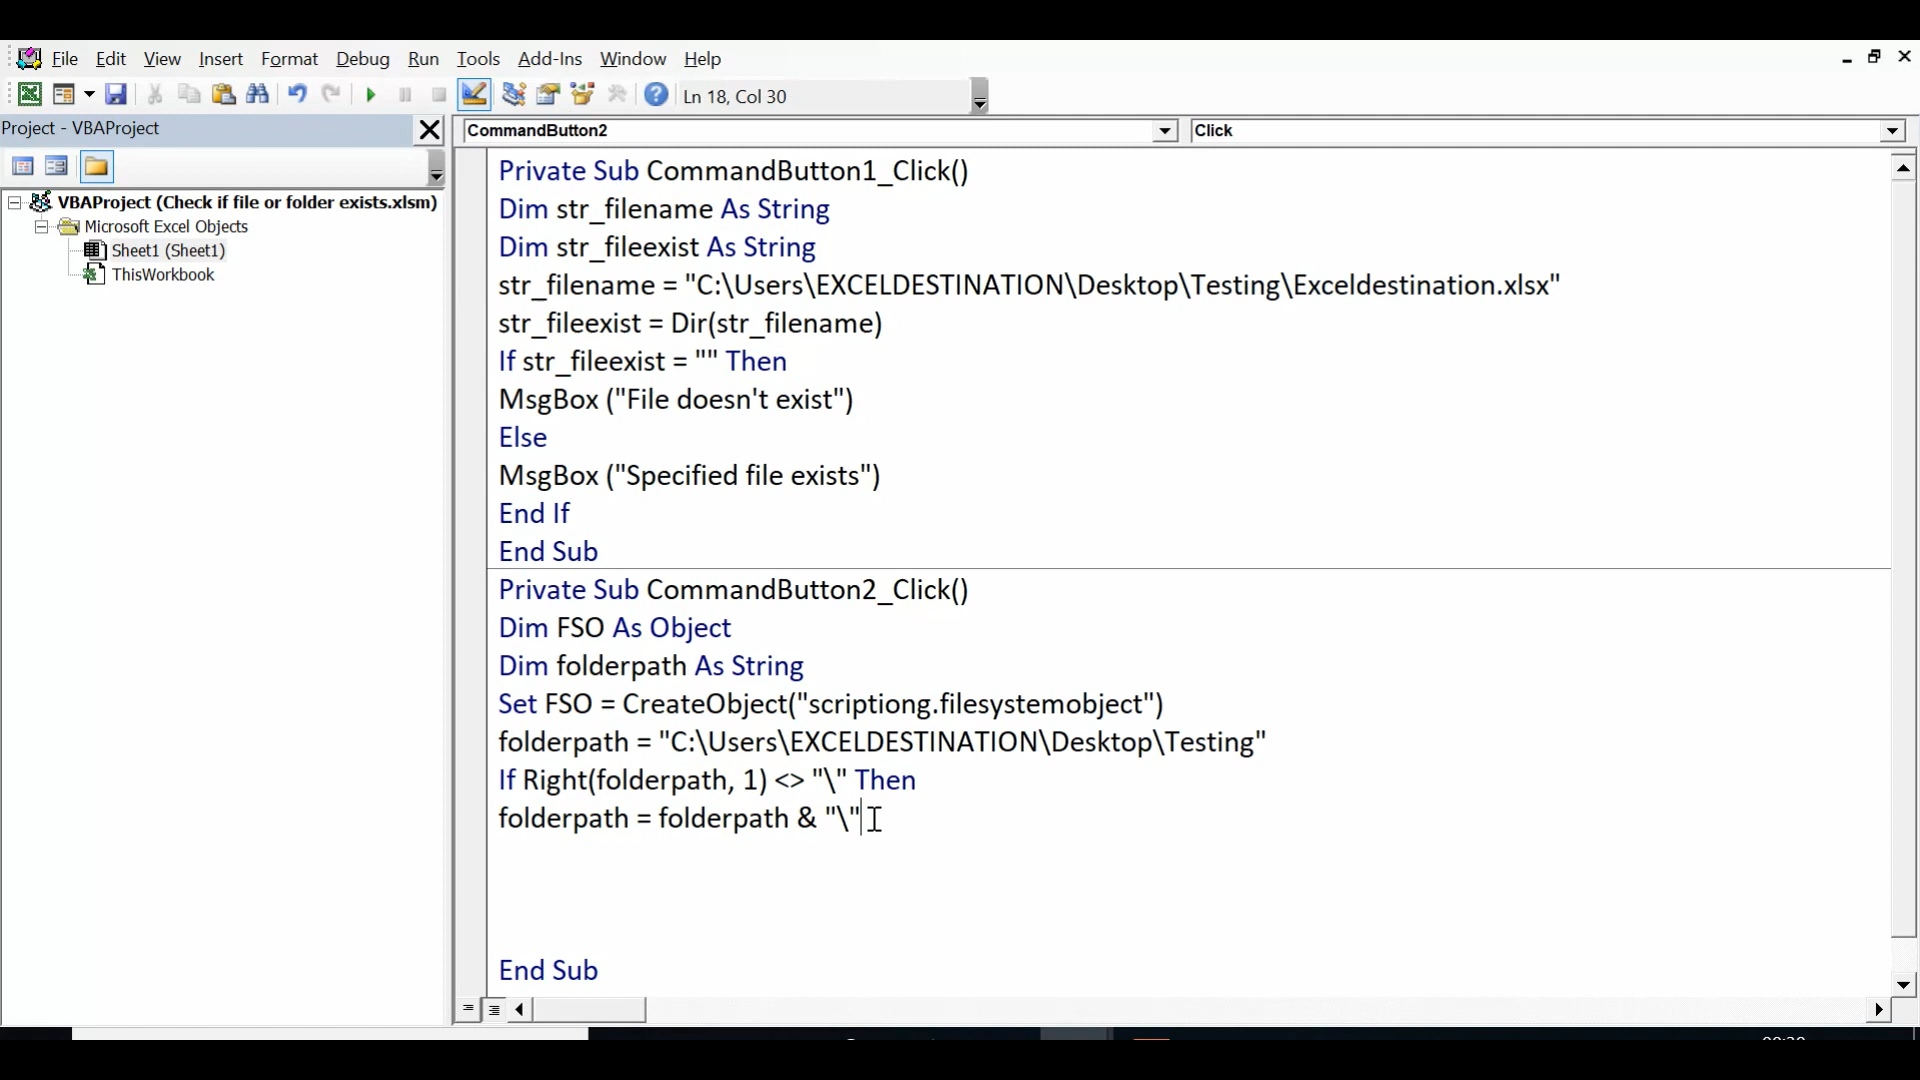 File Edit View Insert Format Debug Run Tools Add-Ins Window Help
Ln 18, Col 30
Project - VBAProject
CommandButton2
Click
VBAProject (Check if file or folder exists.xlsm)
Microsoft Excel Objects
Sheet1 (Sheet1)
ThisWorkbook
Private Sub CommandButton1_Click()
Dim str_filename As String
Dim str_fileexist As String
str_filename = "C:\Users\EXCELDESTINATION\Desktop\Testing\Exceldestination.xlsx"
str_fileexist = Dir(str_filename)
If str_fileexist = "" Then
MsgBox ("File doesn't exist")
Else
MsgBox ("Specified file exists")
End If
End Sub
Private Sub CommandButton2_Click()
Dim FSO As Object
Dim folderpath As String
Set FSO = CreateObject("scriptiong.filesystemobject")
folderpath = "C:\Users\EXCELDESTINATION\Desktop\Testing"
If Right(folderpath, 1) <> "\" Then
folderpath = folderpath & "\"
End Sub